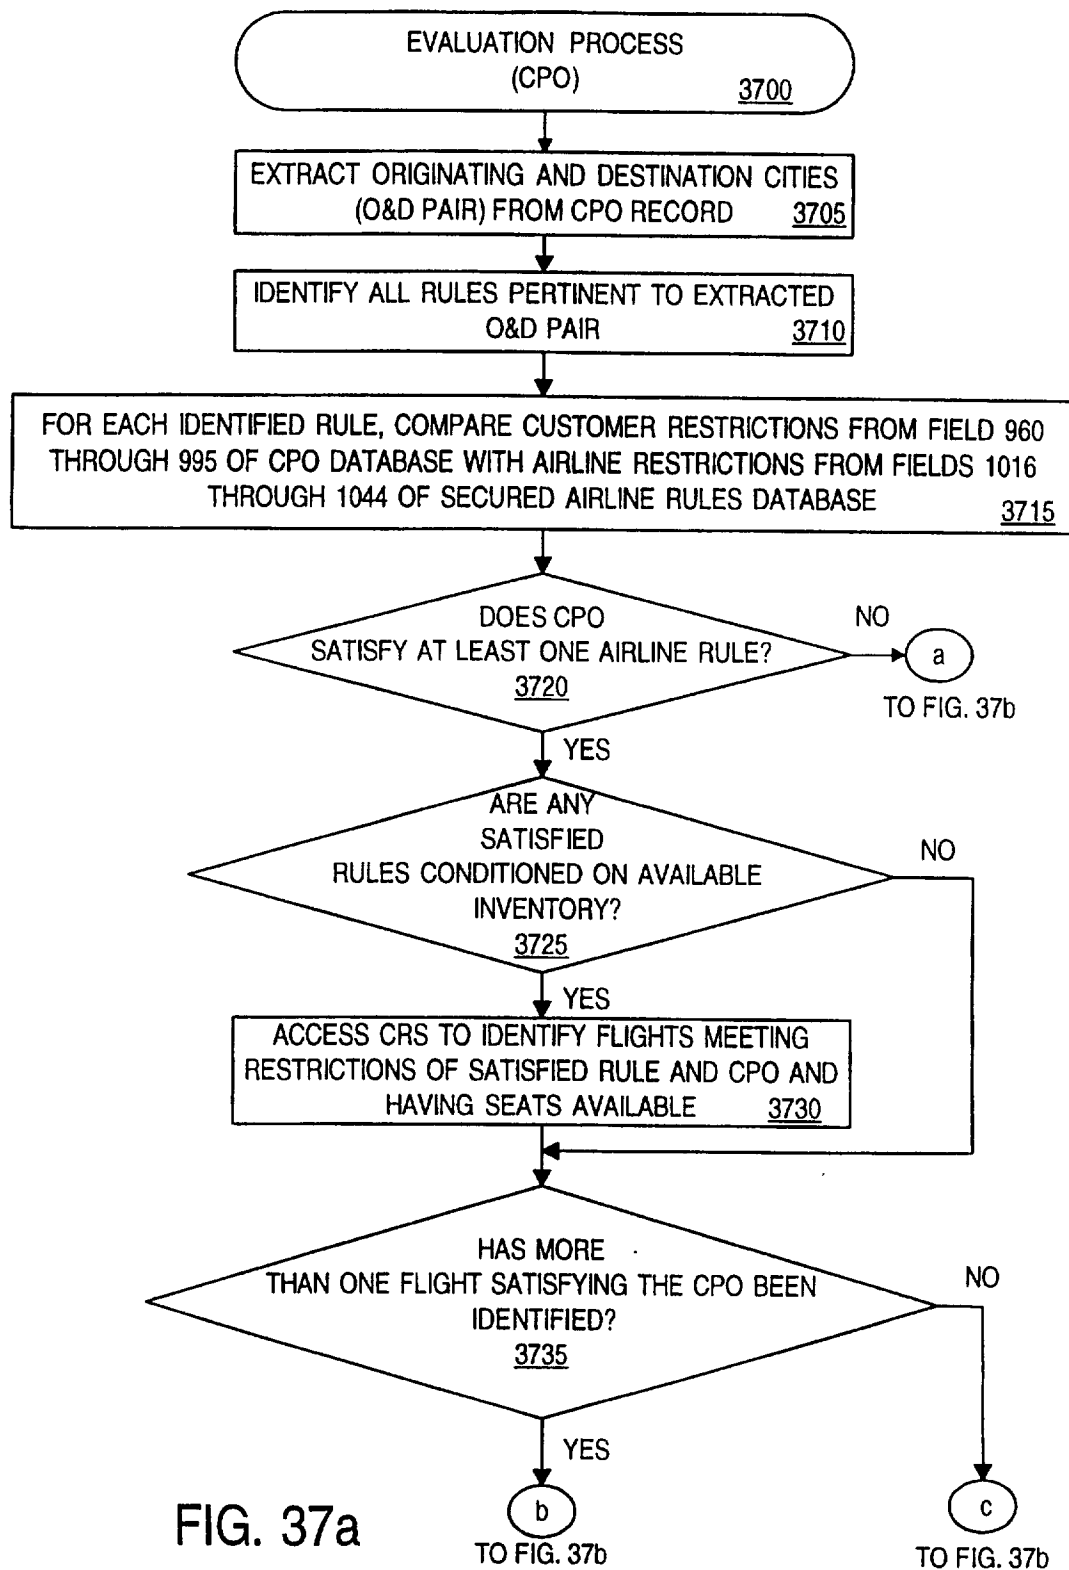 EVALUATION PROCESS
(CPO)
3700
EXTRACT ORIGINATING AND DESTINATION CITIES
(O&D PAIR) FROM CPO RECORD 3705
IDENTIFY ALL RULES PERTINENT TO EXTRACTED
O&D PAIR 3710
FOR EACH IDENTIFIED RULE, COMPARE CUSTOMER RESTRICTIONS FROM FIELD 960
THROUGH 995 OF CPO DATABASE WITH AIRLINE RESTRICTIONS FROM FIELDS 1016
THROUGH 1044 OF SECURED AIRLINE RULES DATABASE
3715
DOES CPO
SATISFY AT LEAST ONE AIRLINE RULE?
3720
NO
a
TO FIG. 37b
YES
ARE ANY
SATISFIED
RULES CONDITIONED ON AVAILABLE
INVENTORY?
3725
NO
YES
ACCESS CRS TO IDENTIFY FLIGHTS MEETING
RESTRICTIONS OF SATISFIED RULE AND CPO AND
HAVING SEATS AVAILABLE 3730
HAS MORE
THAN ONE FLIGHT SATISFYING THE CPO BEEN
IDENTIFIED?
3735
NO
YES
b
TO FIG. 37b
c
TO FIG. 37b
FIG. 37a